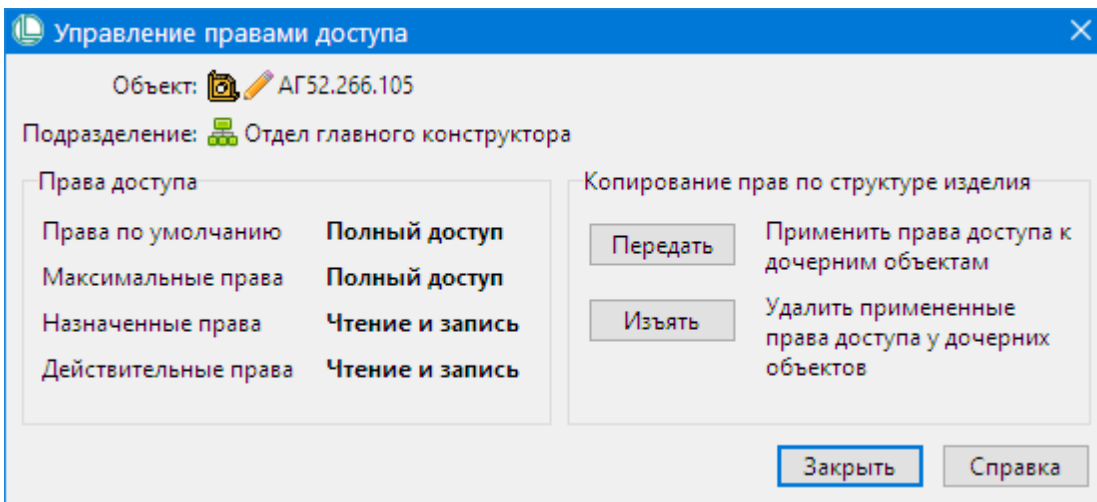 Управление правами доступа
Объект: АГ52.266.105
Подразделение: Отдел главного конструктора
Права доступа
Права по умолчанию Полный доступ
Максимальные права Полный доступ
Назначенные права Чтение и запись
Действительные права Чтение и запись
Копирование прав по структуре изделия
Передать
Применить права доступа к
дочерним объектам
Изъять
Удалить примененные
права доступа у дочерних
объектов
Закрыть
Справка